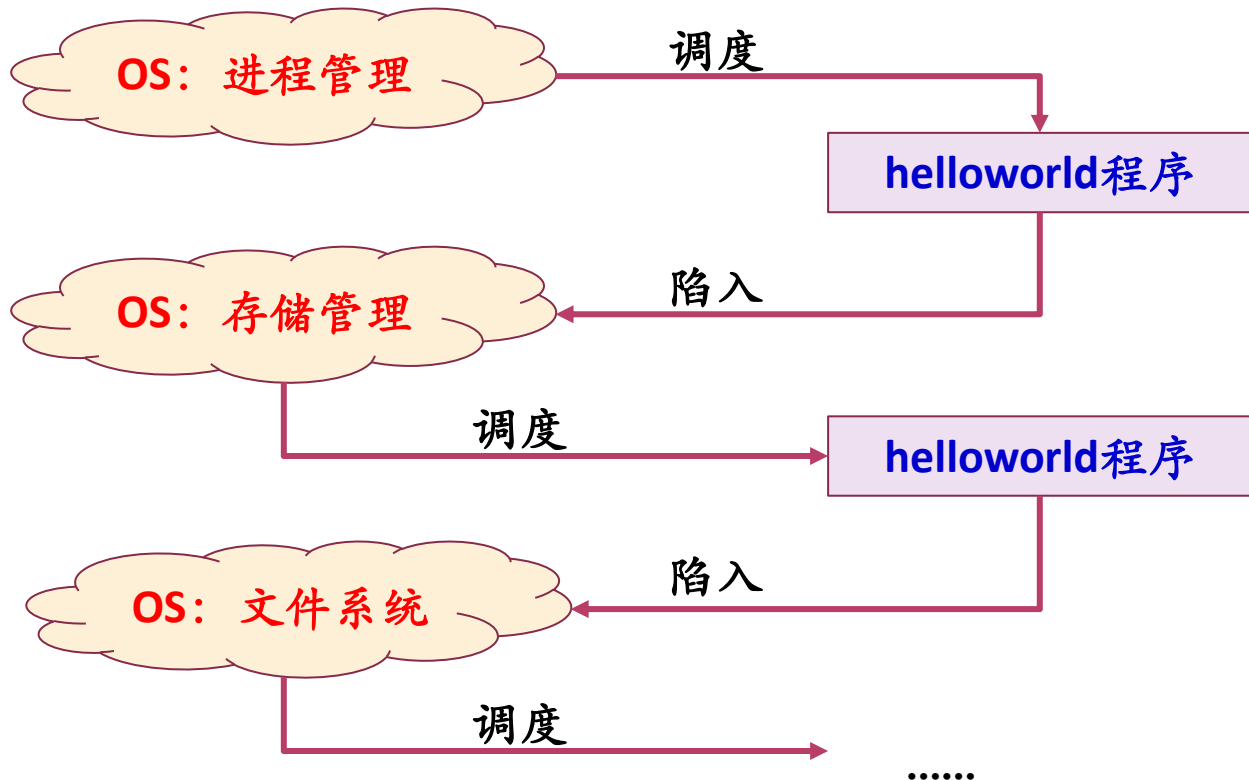 OS：进程管理
调度
helloworld程序
陷入
OS：存储管理
调度
helloworld程序
陷入
OS：文件系统
调度
......